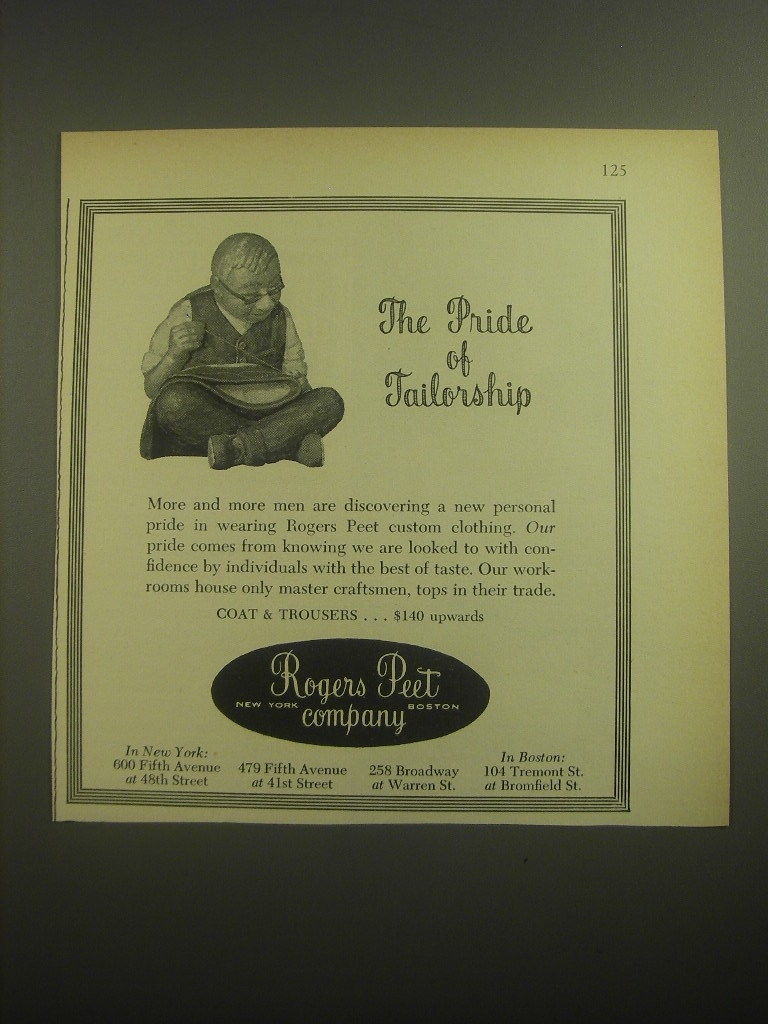 125
The Pride
of
Tailorship
More and more men are discovering a new personal
pride in wearing Rogers Peet custom clothing. Our
pride comes from knowing we are looked to with con-
fidence by individuals with the best of taste. Our work-
rooms house only master craftsmen, tops in their trade.
COAT & TROUSERS . . . $140 upwards
Rogers Peet
NEW YORK BOSTON
company
In New York:
600 Fifth Avenue
at 48th Street
479 Fifth Avenue
at 41st Street
258 Broadway
at Warren St.
In Boston:
104 Tremont St.
at Bromfield St.